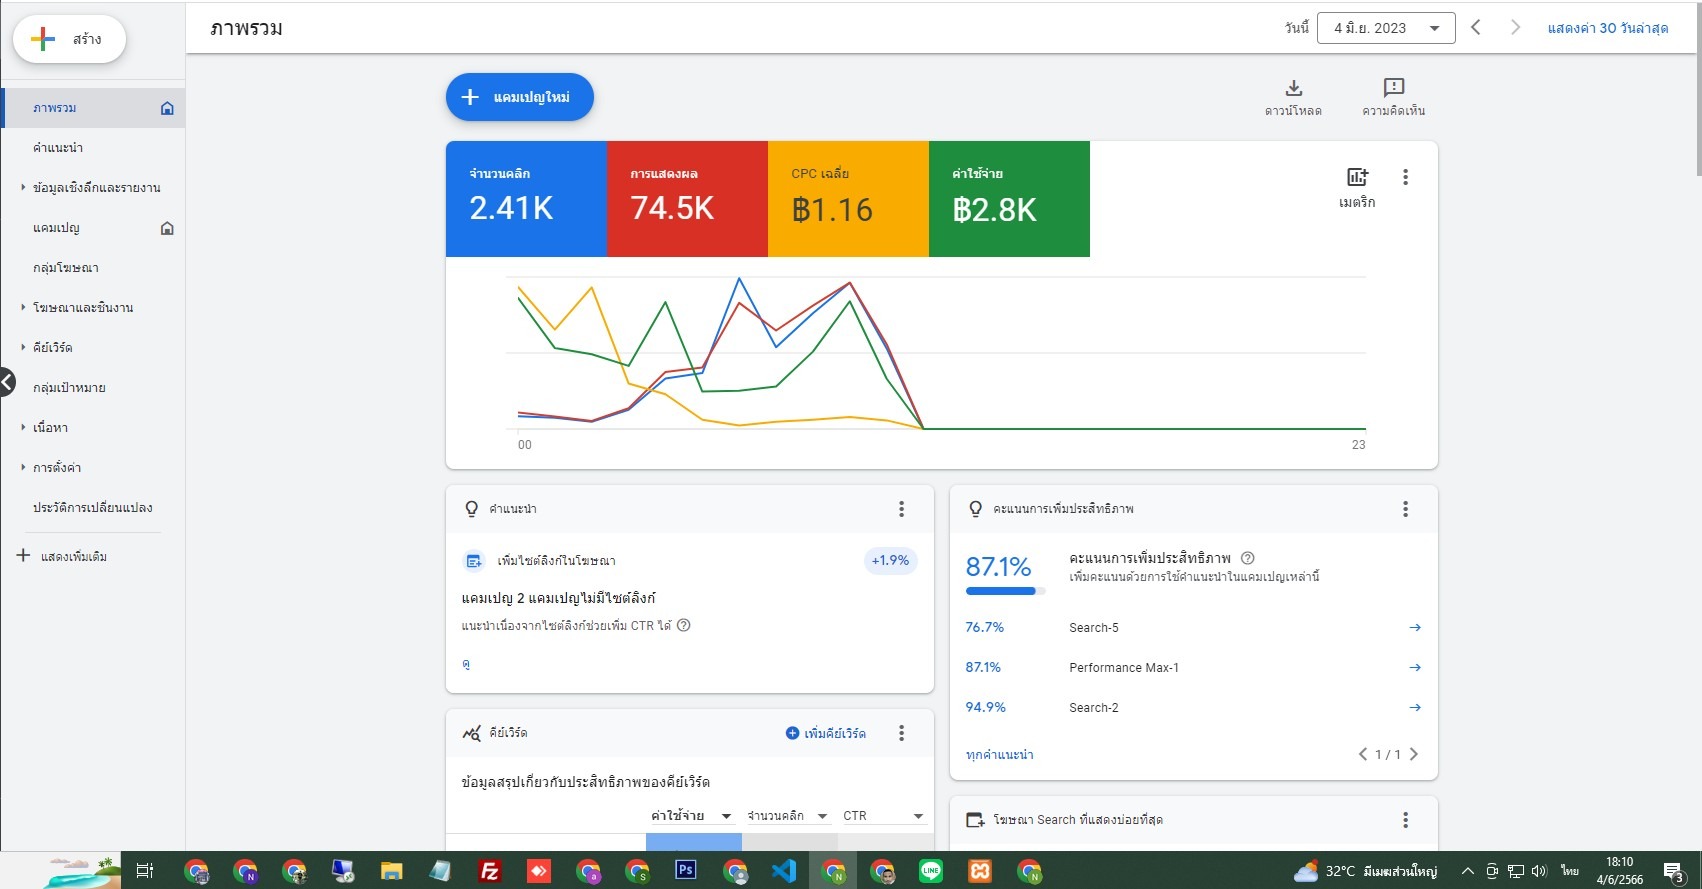 สร้าง
ภาพรวม
วันนี้
4 มิ.ย. 2023
แสดงค่า 30 วันล่าสุด
ภาพรวม
คำแนะนำ
ข้อมูลเชิงลึกและรายงาน
แคมเปญ
กลุ่มโฆษณา
โฆษณาและชิ้นงาน
คีย์เวิร์ด
กลุ่มเป้าหมาย
เนื้อหา
การตั้งค่า
ประวัติการเปลี่ยนแปลง
แสดงเพิ่มเติม
แคมเปญใหม่
ดาวน์โหลด
ความคิดเห็น
จำนวนคลิก
2.41K
การแสดงผล
74.5K
CPC เฉลี่ย
฿1.16
ค่าใช้จ่าย
฿2.8K
เมตริก
00
23
คำแนะนำ
เพิ่มไซต์ลิงก์ในโฆษณา
+1.9%
แคมเปญ 2 แคมเปญไม่มีไซต์ลิงก์
แนะนำเนื่องจากไซต์ลิงก์ช่วยเพิ่ม CTR ได้
ดู
คะแนนการเพิ่มประสิทธิภาพ
87.1%
คะแนนการเพิ่มประสิทธิภาพ
เพิ่มคะแนนด้วยการใช้คำแนะนำในแคมเปญเหล่านี้
76.7%
Search-5
87.1%
Performance Max-1
94.9%
Search-2
ทุกคำแนะนำ
1 / 1
คีย์เวิร์ด
เพิ่มคีย์เวิร์ด
ข้อมูลสรุปเกี่ยวกับประสิทธิภาพของคีย์เวิร์ด
ค่าใช้จ่าย
จำนวนคลิก
CTR
โฆษณา Search ที่แสดงบ่อยที่สุด
32°C มีเมฆส่วนใหญ่
ไทย
18:10
4/6/2566
3